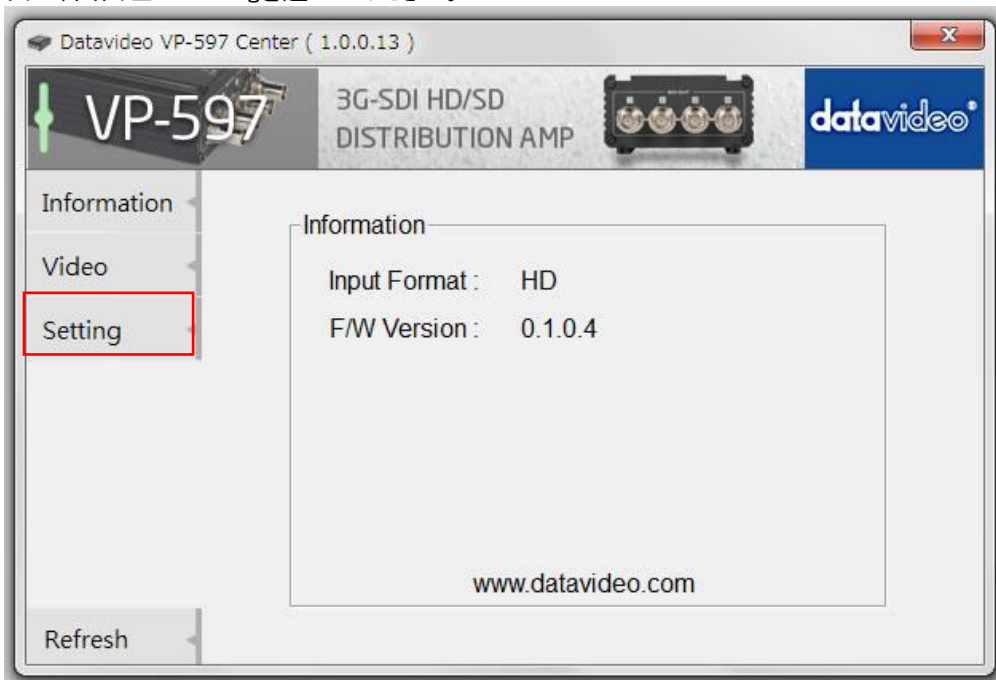 Datavideo VP-597 Center ( 1.0.0.13 )
VP-597
3G-SDI HD/SD
DISTRIBUTION AMP
datavideo
Information
Video
Setting
Refresh
Information
Input Format : HD
F/W Version : 0.1.0.4
www.datavideo.com